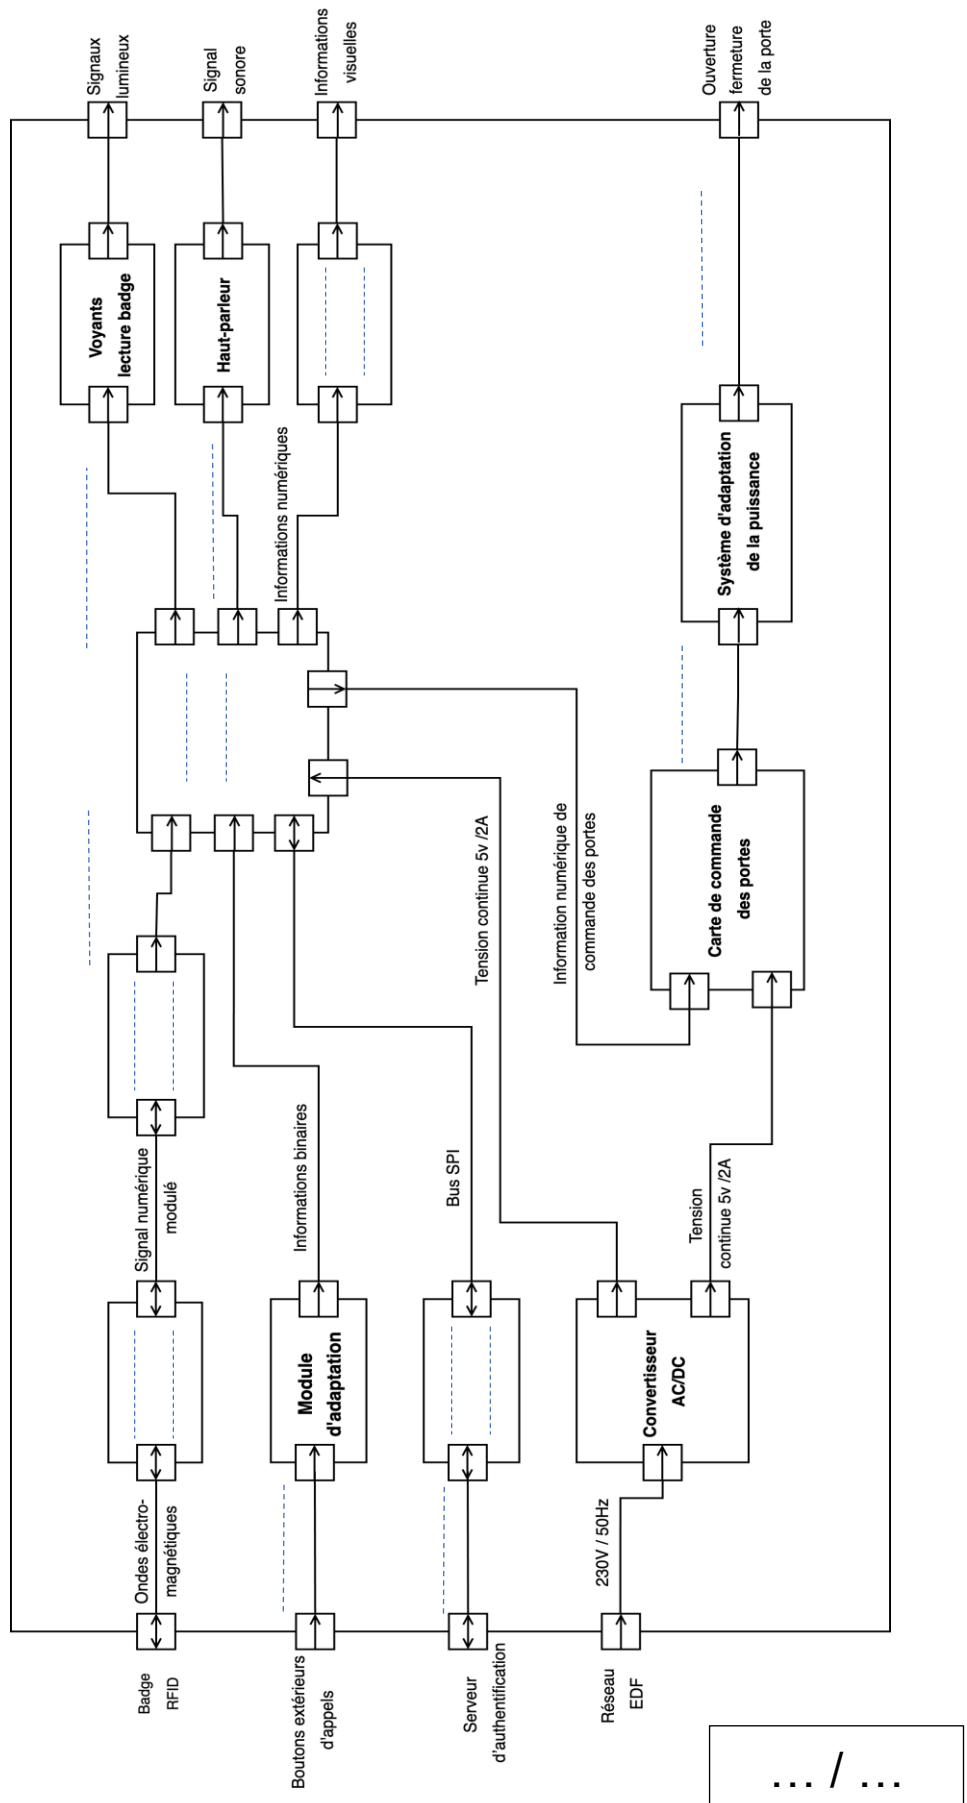 Badge
RFID
Ondes électro-
magnétiques
Signal numérique
modulé
Voyants
lecture badge
Signaux
lumineux
Boutons extérieurs
d'appels
Module
d'adaptation
Informations binaires
Haut-parleur
Signal
sonore
Informations numériques
Informations
visuelles
Serveur
d'authentification
Bus SPI
Tension continue 5v /2A
Information numérique de
commande des portes
Réseau
EDF
230V / 50Hz
Convertisseur
AC/DC
Tension
continue 5v /2A
Carte de commande
des portes
Système d'adaptation
de la puissance
Ouverture
fermeture
de la porte
... / ...